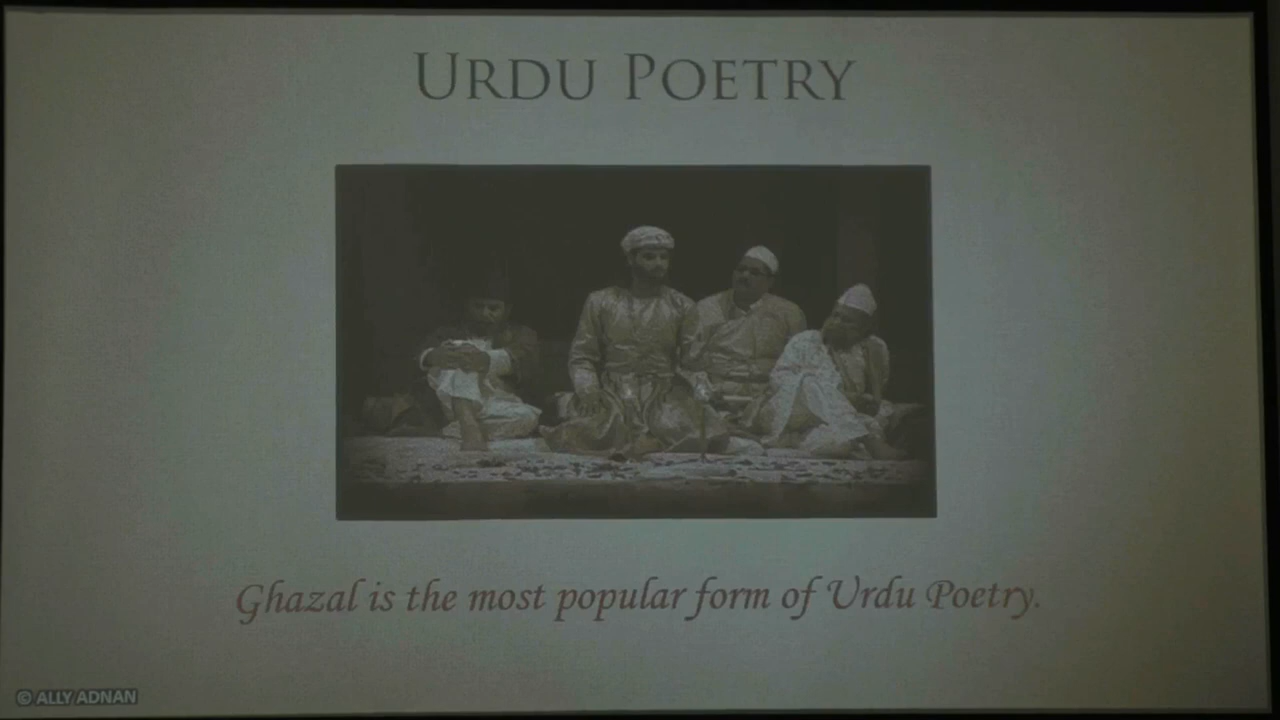 URDU POETRY
Ghazal is the most popular form of Urdu Poetry.
© ALLY ADNAN